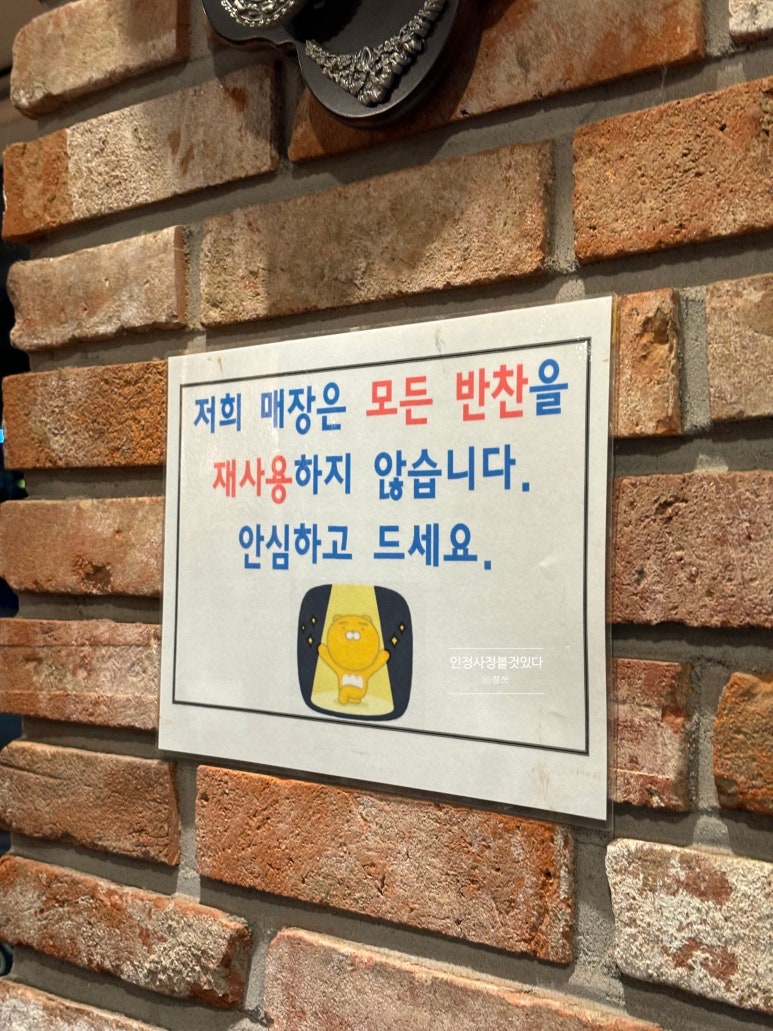 저희 매장은 모든 반찬을
재사용하지 않습니다.
안심하고 드세요.
인정사정볼것있다